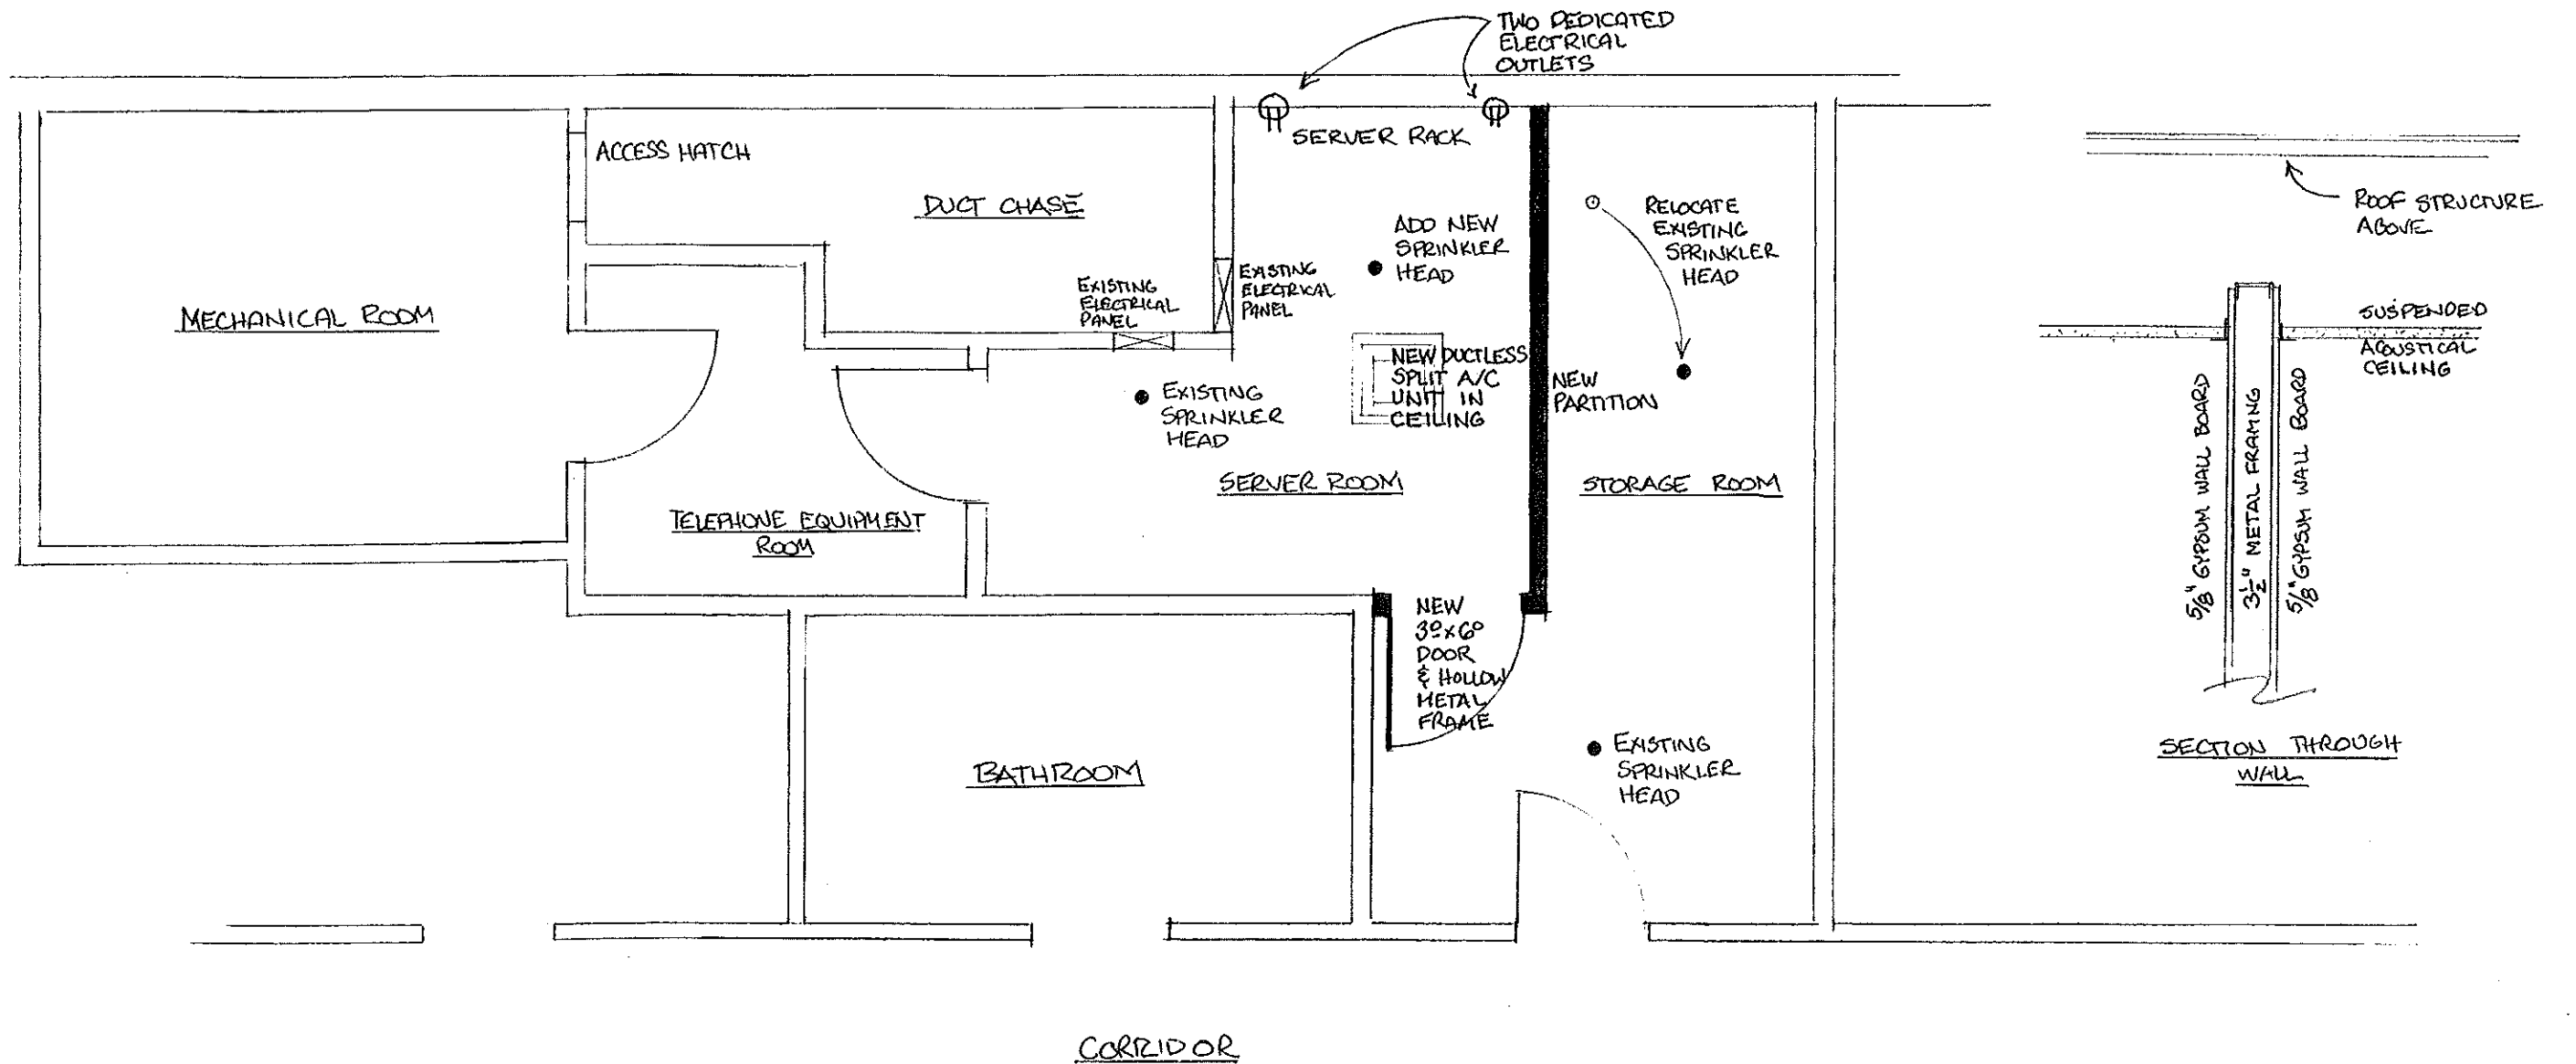 TWO DEDICATED
ELECTRICAL
OUTLETS
SERVER RACK
ACCESS HATCH
DUCT CHASE
MECHANICAL ROOM
EXISTING
ELECTRICAL
PANEL
EXISTING
ELECTRICAL
PANEL
ADD NEW
SPRINKLER
HEAD
RELOCATE
EXISTING
SPRINKLER
HEAD
EXISTING
SPRINKLER
HEAD
NEW DUCTLESS
SPLIT A/C
UNIT IN
CEILING
NEW
PARTITION
SERVER ROOM
STORAGE ROOM
TELEPHONE EQUIPMENT
ROOM
NEW
3⁰x6⁰
DOOR
& HOLLOW
METAL
FRAME
BATHROOM
EXISTING
SPRINKLER
HEAD
CORRIDOR
ROOF STRUCTURE
ABOVE
SUSPENDED
ACOUSTICAL
CEILING
5/8" GYPSUM WALL BOARD
3½" METAL FRAMING
5/8" GYPSUM WALL BOARD
SECTION THROUGH
WALL